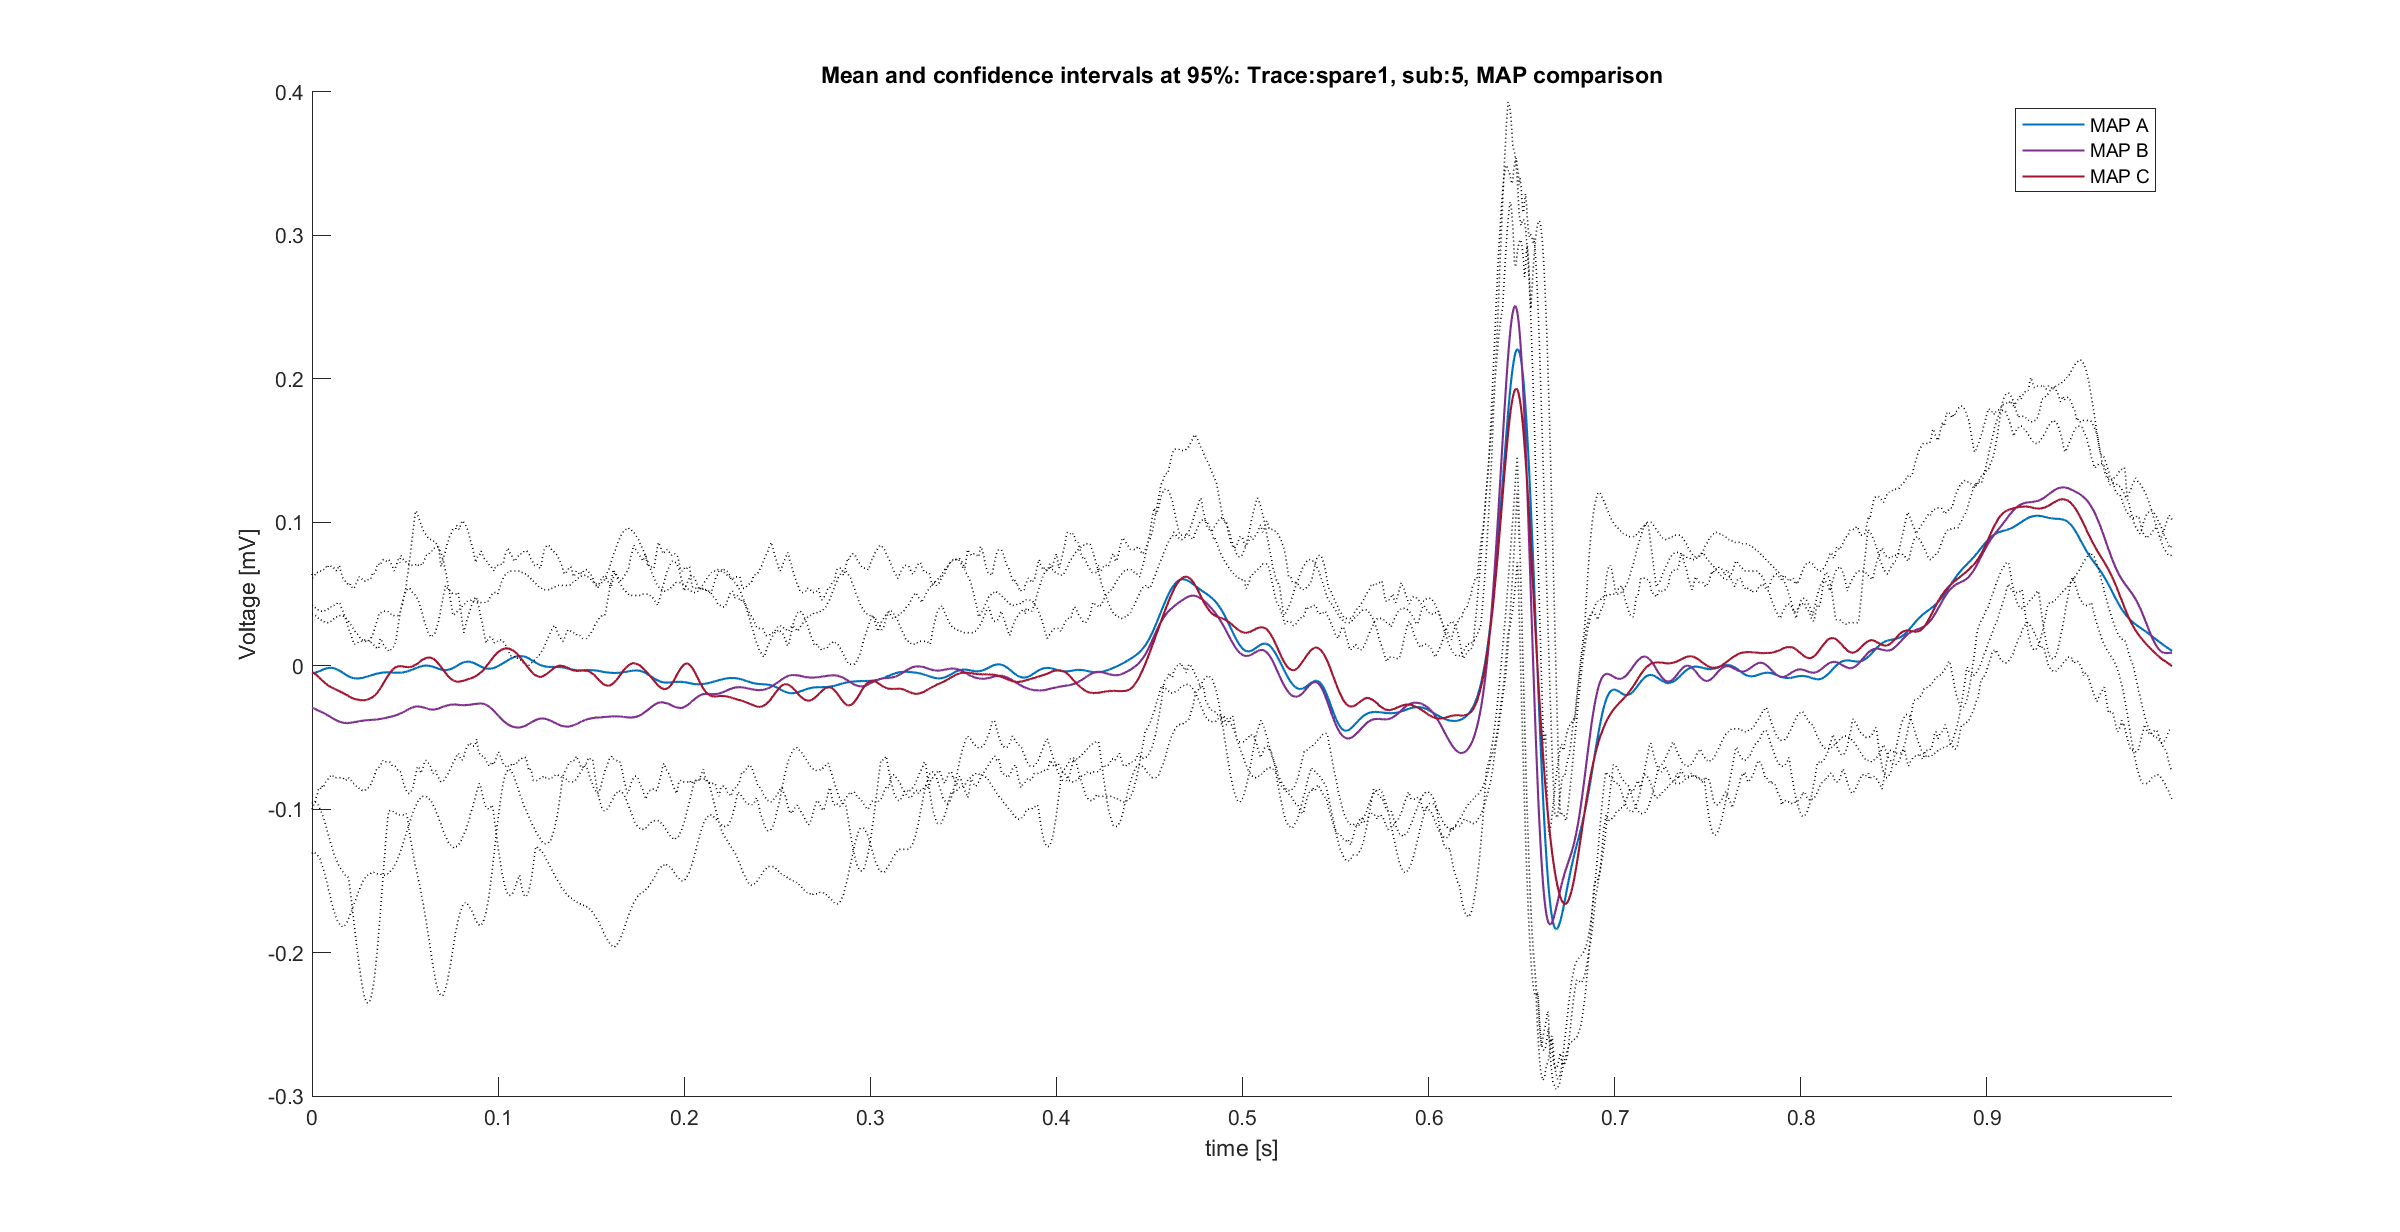 Mean and confidence intervals at 95%: Trace:spare1, sub:5, MAP comparison
0.4
0.3
0.2
0.1
0
-0.1
-0.2
-0.3
Voltage [mV]
MAP A
MAP B
MAP C
0 0.1 0.2 0.3 0.4 0.5 0.6 0.7 0.8 0.9
time [s]